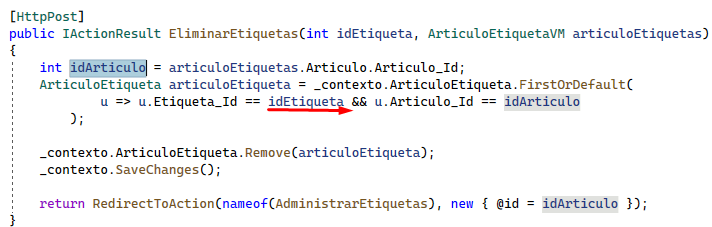 [HttpPost]
public IActionResult EliminarEtiquetas(int idEtiqueta, ArticuloEtiquetaVM articuloEtiquetas)
{
    int idArticulo = articuloEtiquetas.Articulo.Articulo_Id;
    ArticuloEtiqueta articuloEtiqueta = _contexto.ArticuloEtiqueta.FirstOrDefault(
            u => u.Etiqueta_Id == idEtiqueta && u.Articulo_Id == idArticulo
        );
    _contexto.ArticuloEtiqueta.Remove(articuloEtiqueta);
    _contexto.SaveChanges();
    return RedirectToAction(nameof(AdministrarEtiquetas), new { @id = idArticulo });
}